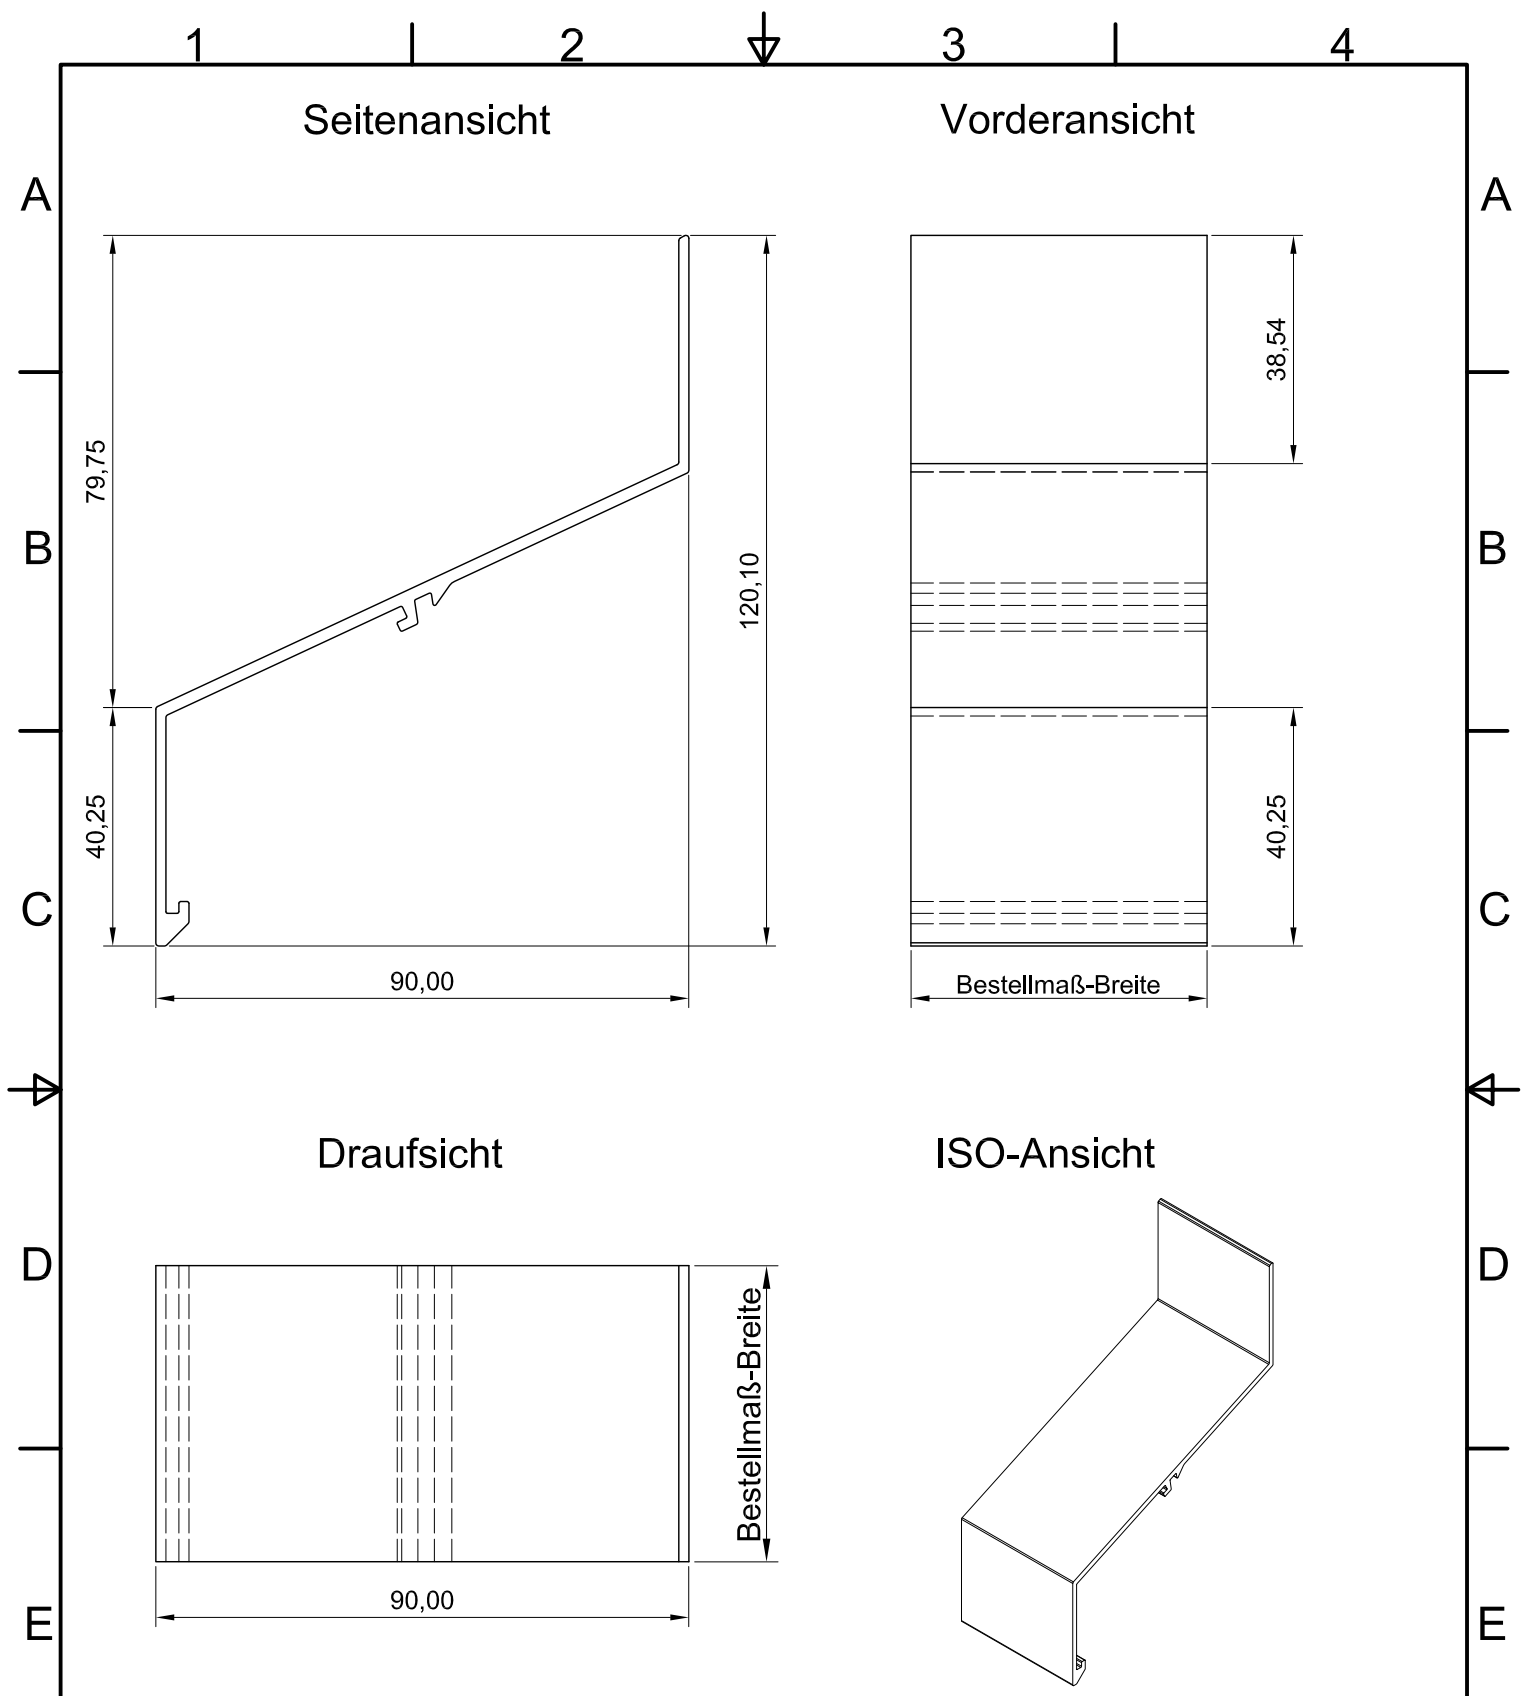 1 2 3 4
Seitenansicht Vorderansicht
A A
38,54
79,75
B B
120,10
40,25 40,25
C C
90,00 Bestellmaß-Breite
Draufsicht ISO-Ansicht
D D
Bestellmaß-Breite
90,00
E E